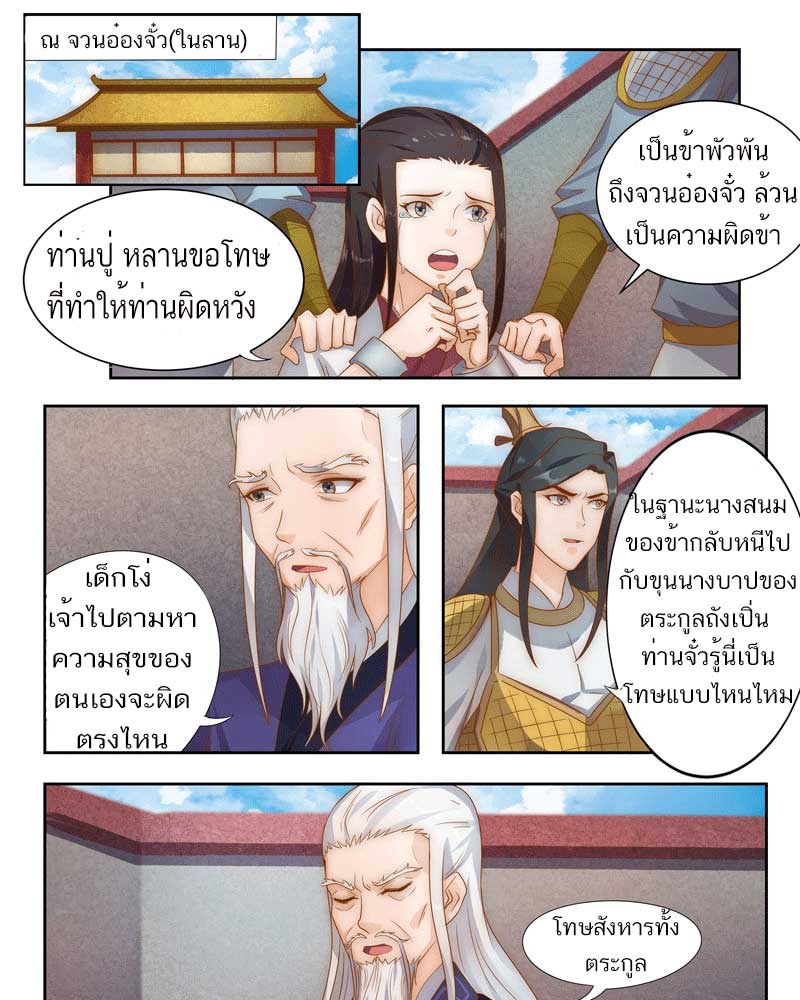 ณ จวนอ๋องจั๋ว(ในลาน)
ท่านปู่ หลานขอโทษ
ที่ทำให้ท่านผิดหวัง
เป็นข้าพัวพัน
ถึงจวนอ๋องจั๋ว ล้วน
เป็นความผิดข้า
เด็กโง่
เจ้าไปตามหา
ความสุขของ
ตนเองจะผิด
ตรงไหน
ในฐานะนางสนม
ของข้ากลับหนีไป
กับขุนนางบาปของ
ตระกูลถังเปิ่น
ท่านจั๋วรู้นี่เป็น
โทษแบบไหนไหม
โทษสังหารทั้ง
ตระกูล